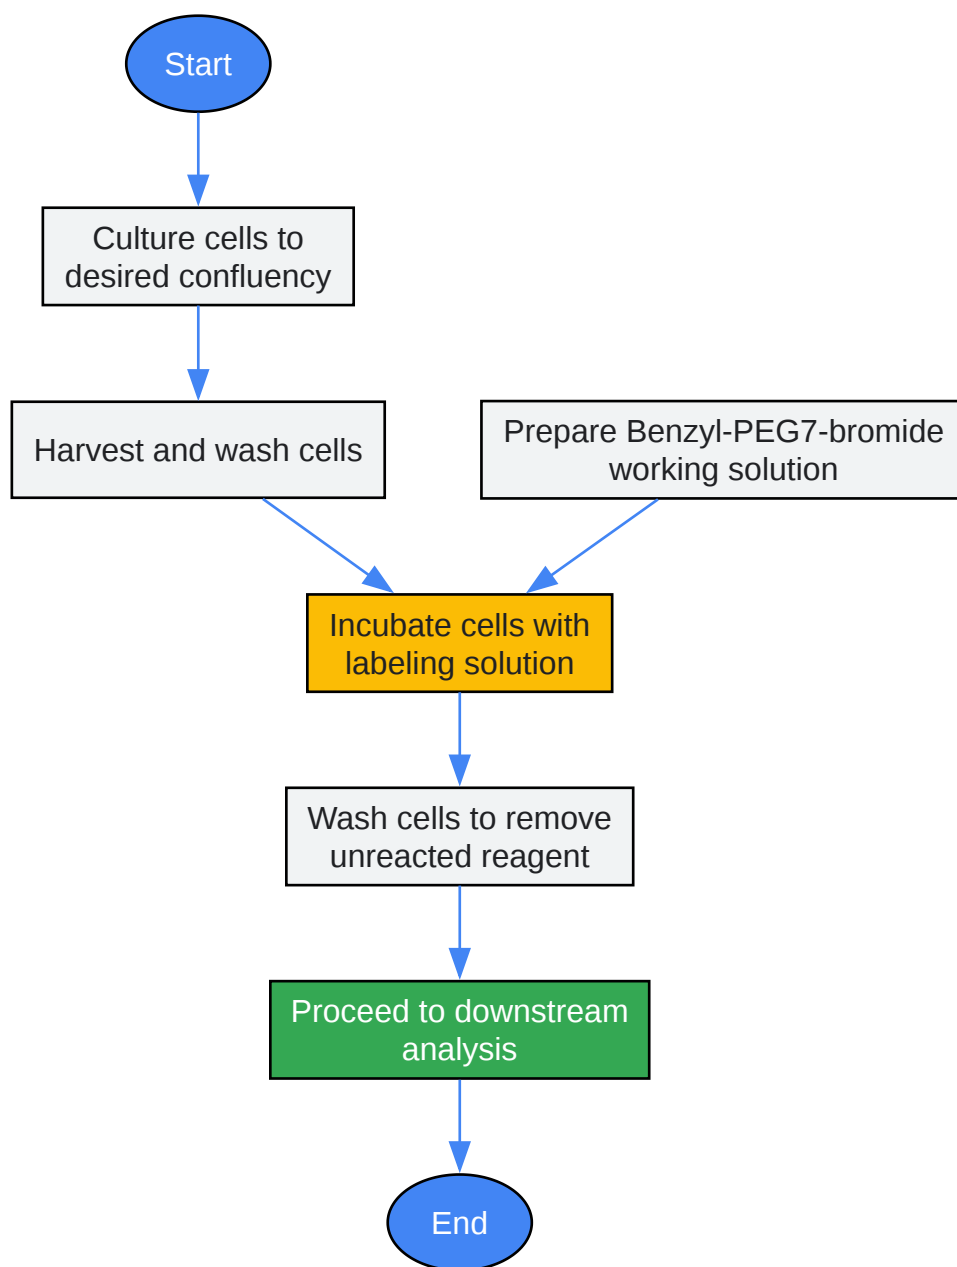 Start
Culture cells to
desired confluency
Harvest and wash cells
Prepare Benzyl-PEG7-bromide
working solution
Incubate cells with
labeling solution
Wash cells to remove
unreacted reagent
Proceed to downstream
analysis
End